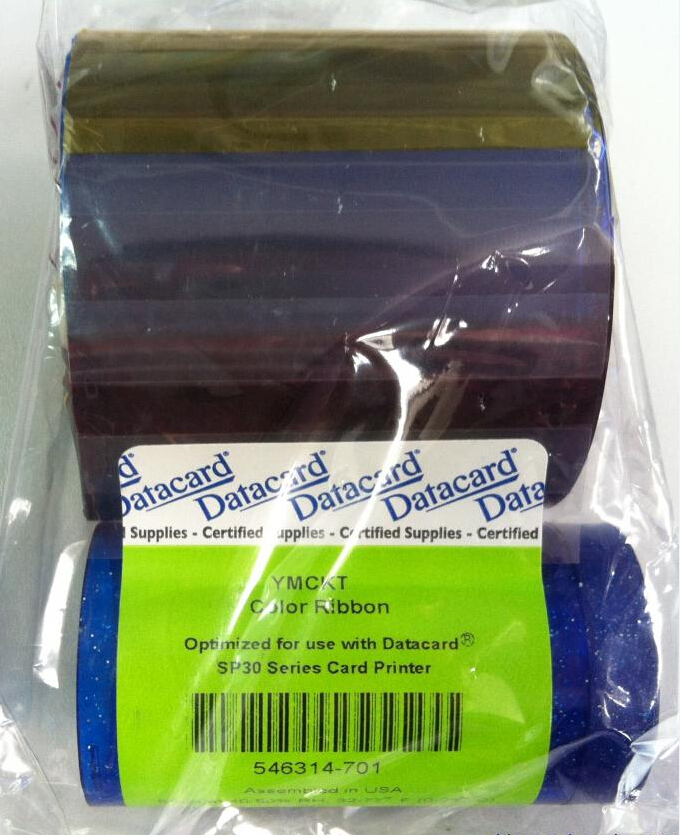 Datacard® Datacard® Datacard® Datacard® Data
Supplies - Certified Supplies - Certified Supplies - Certified
YMCKT
Color Ribbon
Optimized for use with Datacard®
SP30 Series Card Printer
546314-701
Assembled in USA